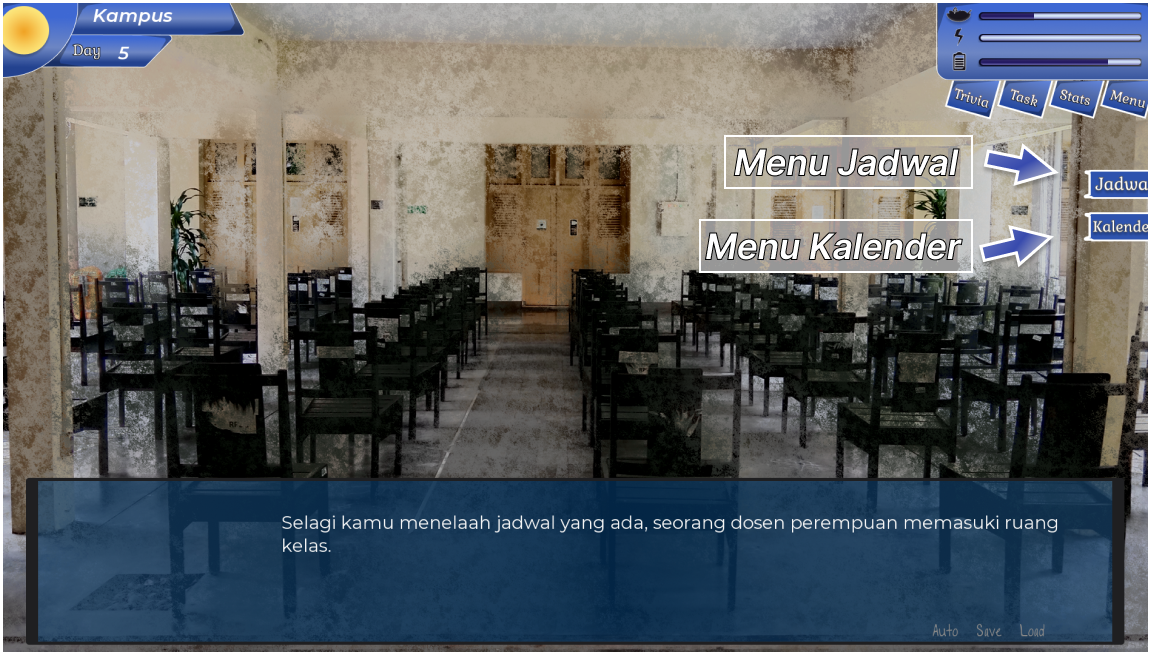 Kampus
Day 5
Trivia Task Stats Menu
Menu Jadwal
Jadwa
Menu Kalender
Kalende
Selagi kamu menelaah jadwal yang ada, seorang dosen perempuan memasuki ruang
kelas.
Auto Save Load